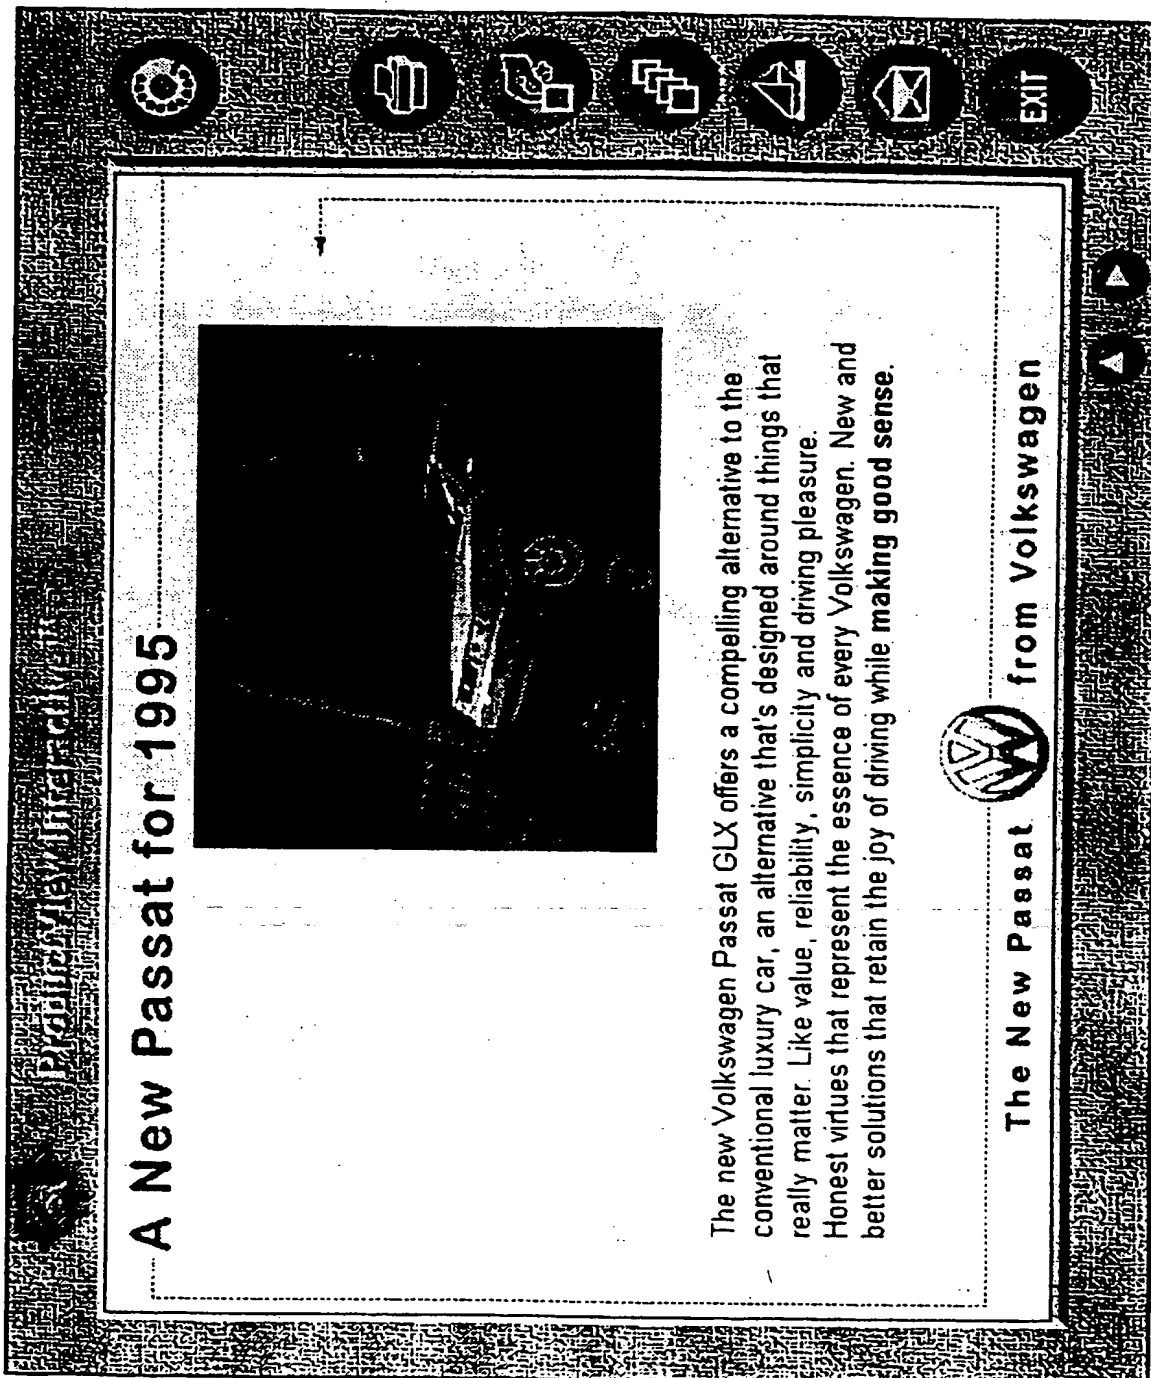 ProductView Interactive
A New Passat for 1995
The new Volkswagen Passat GLX offers a compelling alternative to the
conventional luxury car, an alternative that's designed around things that
really matter. Like value, reliability, simplicity and driving pleasure.
Honest virtues that represent the essence of every Volkswagen. New and
better solutions that retain the joy of driving while making good sense.
The New Passat from Volkswagen
EXIT